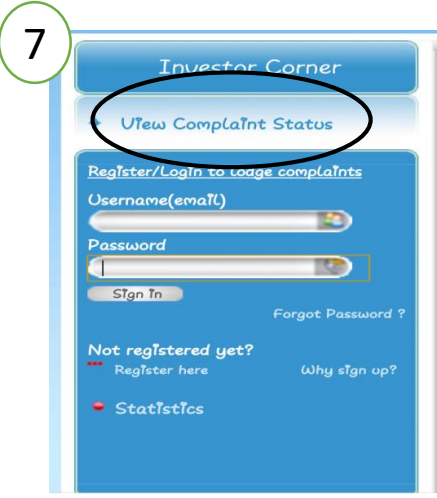 7
Investor Corner
View Complaint Status
Register/Login to lodge complaints
Username(email)
Password
Sign in
Forgot Password ?
Not registered yet?
Register here
Why sign up?
Statistics